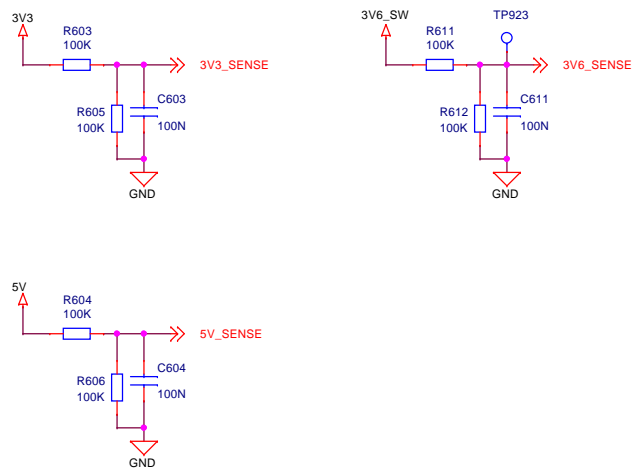 3V3
R603
100K
3V3_SENSE
R605
100K
C603
100N
GND
3V6_SW
TP923
R611
100K
3V6_SENSE
R612
100K
C611
100N
GND
5V
R604
100K
5V_SENSE
R606
100K
C604
100N
GND